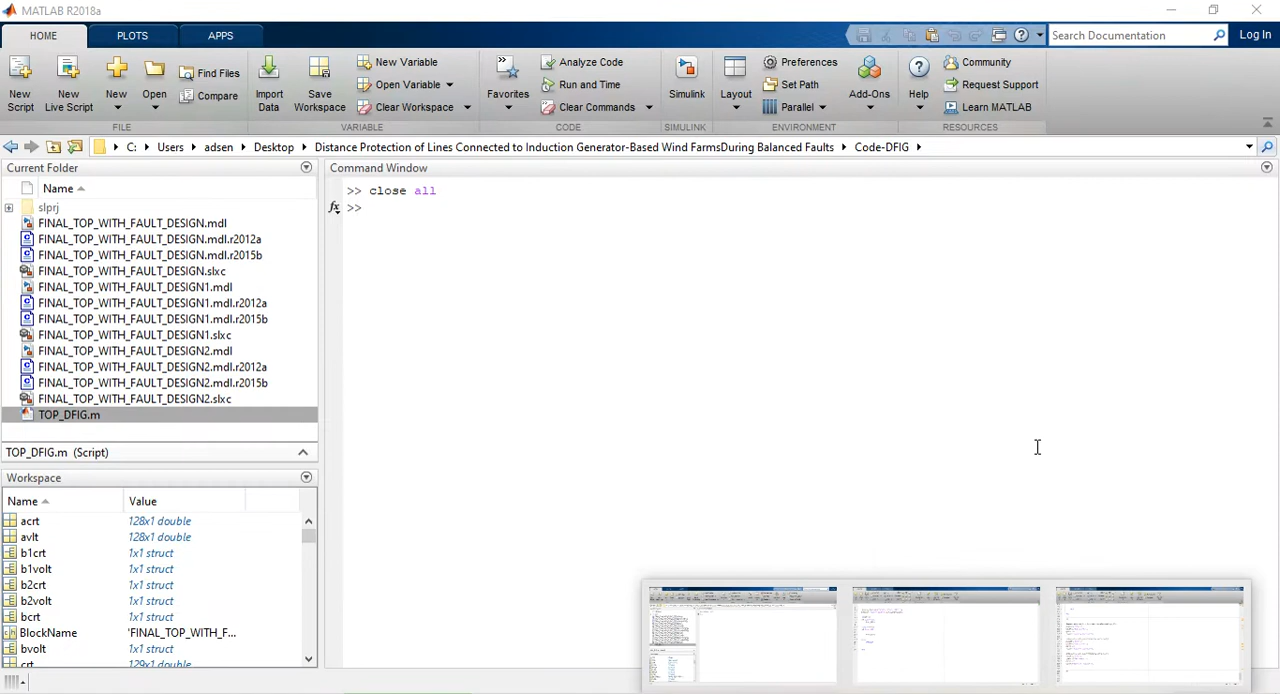 MATLAB R2018a
HOME PLOTS APPS
Search Documentation Log In
New Script New Live Script New Open Find Files Compare
Import Data Save Workspace New Variable Open Variable Clear Workspace
Favorites Analyze Code Run and Time Clear Commands
Simulink Layout Preferences Set Path Parallel Add-Ons
Help Community Request Support Learn MATLAB
FILE VARIABLE CODE SIMULINK ENVIRONMENT RESOURCES
C: Users adsen Desktop Distance Protection of Lines Connected to Induction Generator-Based Wind FarmsDuring Balanced Faults Code-DFIG
Current Folder
Name
slprj
FINAL_TOP_WITH_FAULT_DESIGN.mdl
FINAL_TOP_WITH_FAULT_DESIGN.mdl.r2012a
FINAL_TOP_WITH_FAULT_DESIGN.mdl.r2015b
FINAL_TOP_WITH_FAULT_DESIGN.slxc
FINAL_TOP_WITH_FAULT_DESIGN1.mdl
FINAL_TOP_WITH_FAULT_DESIGN1.mdl.r2012a
FINAL_TOP_WITH_FAULT_DESIGN1.mdl.r2015b
FINAL_TOP_WITH_FAULT_DESIGN1.slxc
FINAL_TOP_WITH_FAULT_DESIGN2.mdl
FINAL_TOP_WITH_FAULT_DESIGN2.mdl.r2012a
FINAL_TOP_WITH_FAULT_DESIGN2.mdl.r2015b
FINAL_TOP_WITH_FAULT_DESIGN2.slxc
TOP_DFIG.m
TOP_DFIG.m (Script)
Workspace
Name Value
acrt 128x1 double
avlt 128x1 double
b1crt 1x1 struct
b1volt 1x1 struct
b2crt 1x1 struct
b2volt 1x1 struct
bcrt 1x1 struct
BlockName 'FINAL_TOP_WITH_F...
bvolt 1x1 struct
crt 129x1 double
Command Window
>> close all
fx >>